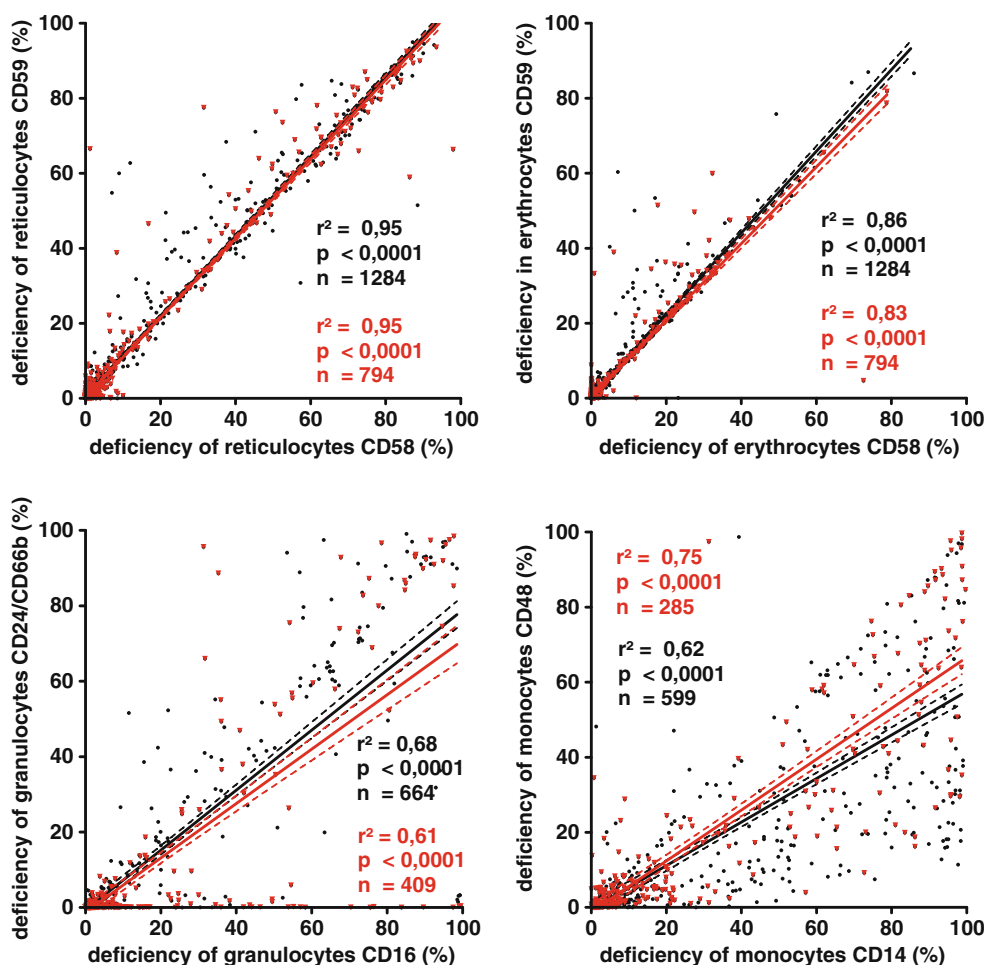 deficiency of reticulocytes CD59 (%)
100
80
60
40
20
0
r² = 0,95
p < 0,0001
n = 1284
r² = 0,95
p < 0,0001
n = 794
0 20 40 60 80 100
deficiency of reticulocytes CD58 (%)
deficiency in erythrocytes CD59 (%)
100
80
60
40
20
0
r² = 0,86
p < 0,0001
n = 1284
r² = 0,83
p < 0,0001
n = 794
0 20 40 60 80 100
deficiency of erythrocytes CD58 (%)
deficiency of granulocytes CD24/CD66b (%)
100
80
60
40
20
0
r² = 0,68
p < 0,0001
n = 664
r² = 0,61
p < 0,0001
n = 409
0 20 40 60 80 100
deficiency of granulocytes CD16 (%)
deficiency of monocytes CD48 (%)
100
80
60
40
20
0
r² = 0,75
p < 0,0001
n = 285
r² = 0,62
p < 0,0001
n = 599
0 20 40 60 80 100
deficiency of monocytes CD14 (%)